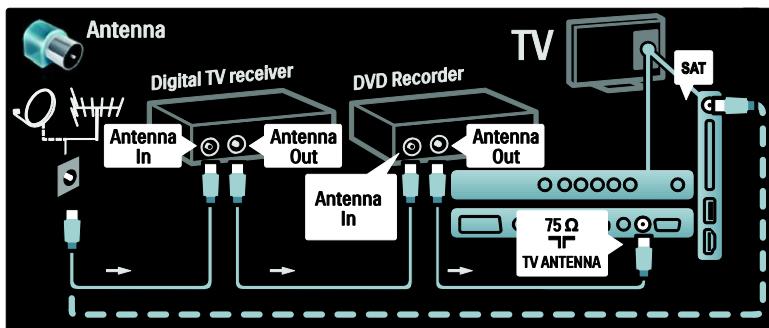 Antenna
TV
Digital TV receiver
DVD Recorder
SAT
Antenna
In
Antenna
Out
Antenna
In
Antenna
Out
75 Ω
TV ANTENNA